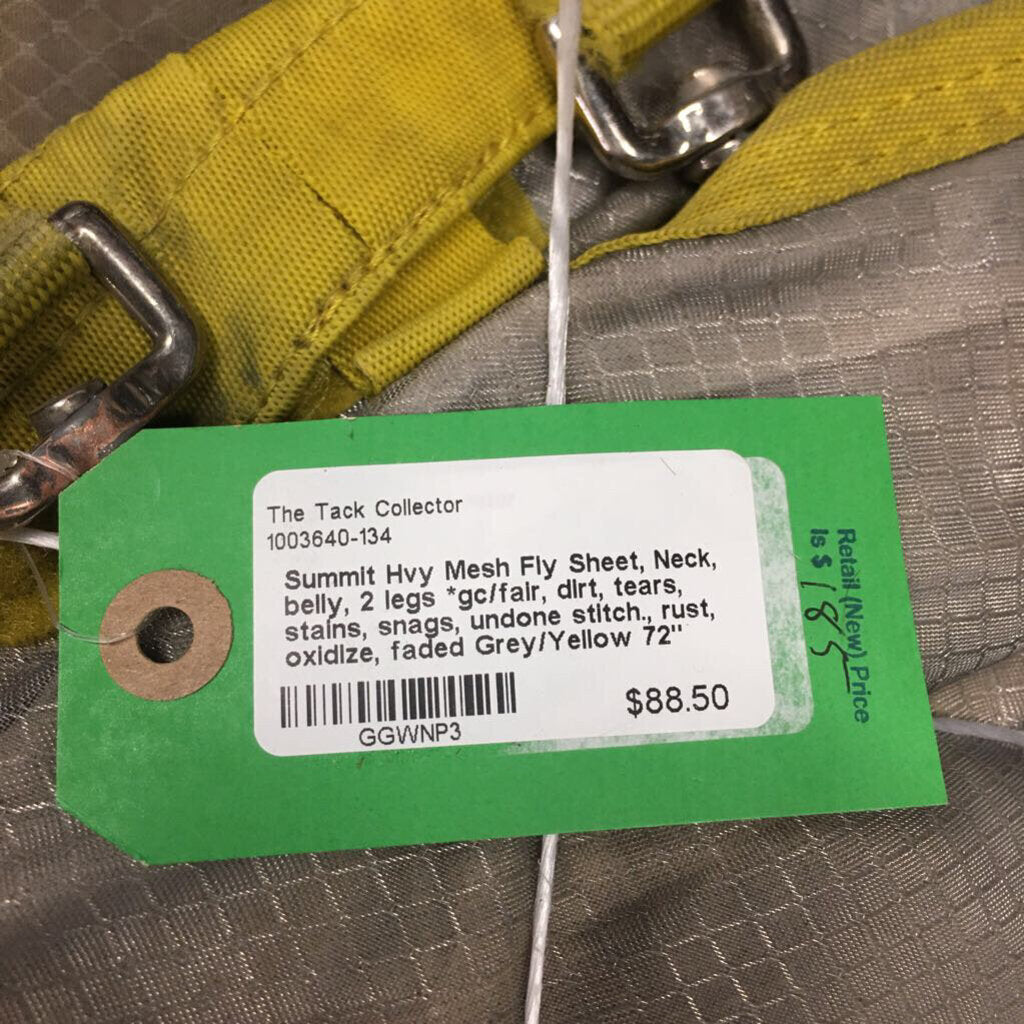 The Tack Collector
1003640-134
Summit Hvy Mesh Fly Sheet, Neck,
belly, 2 legs *gc/fair, dirt, tears,
stains, snags, undone stitch., rust,
oxidize, faded Grey/Yellow 72"
$88.50
GGWNP3
Retail (New) Price
Is $ 185